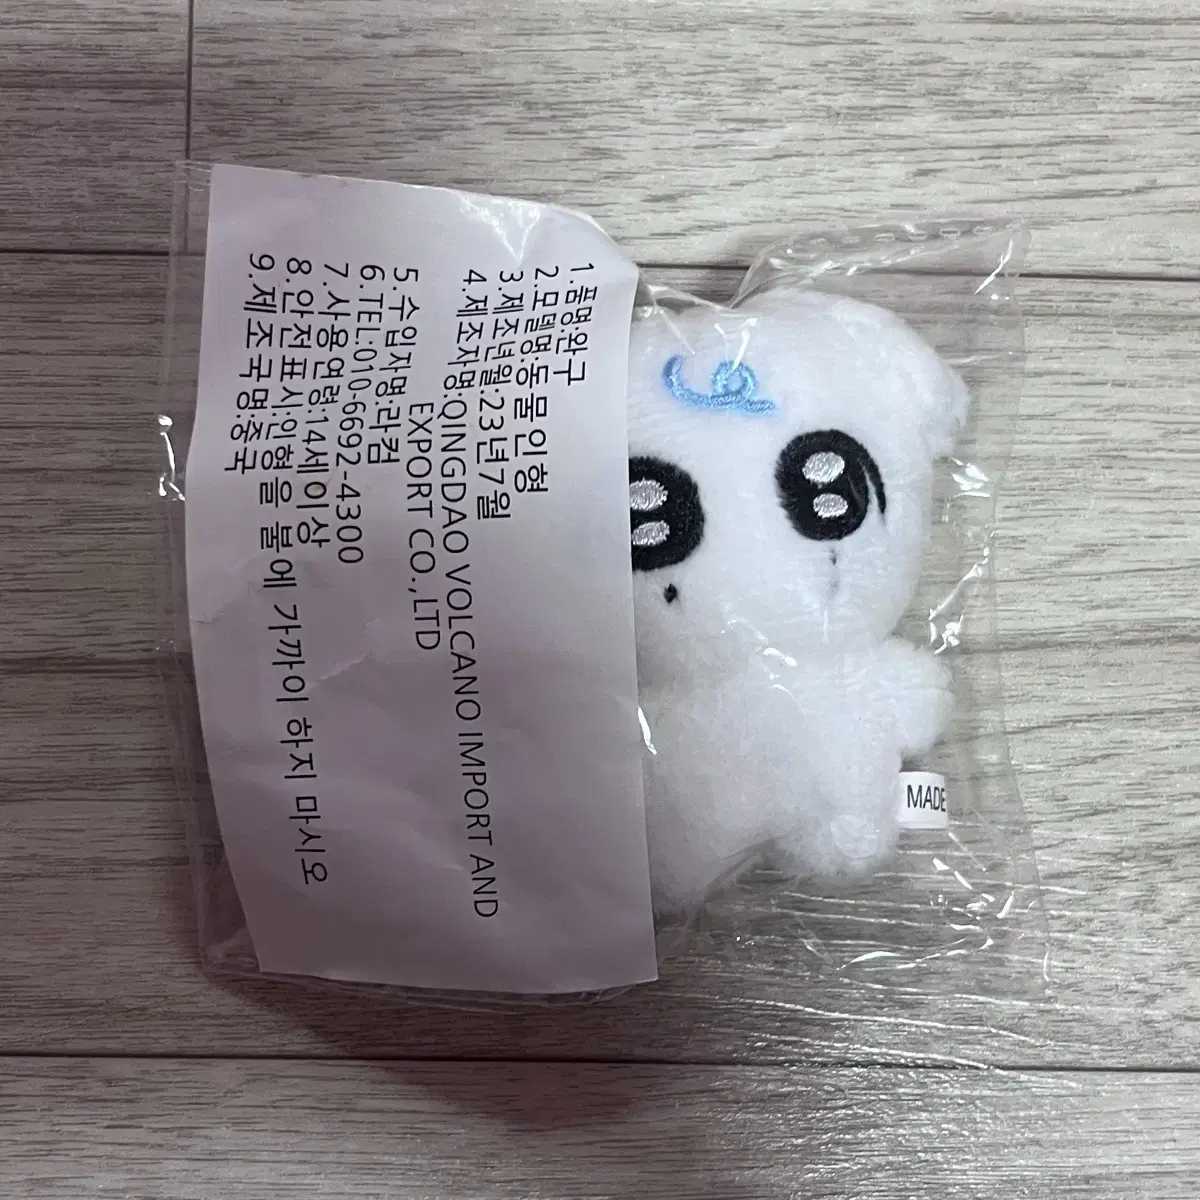 1.품명:완구
2.모델명:동물인형
3.제조년월:23년7월
4.제조자명:QINGDAO VOLCANO IMPORT AND
EXPORT CO.,LTD
5.수입자명:라컴
6.TEL:010-6692-4300
7.사용연령:14세이상
8.안전표시:인형을 불에 가까이 하지 마시오
9.제조국명:중국
MADE